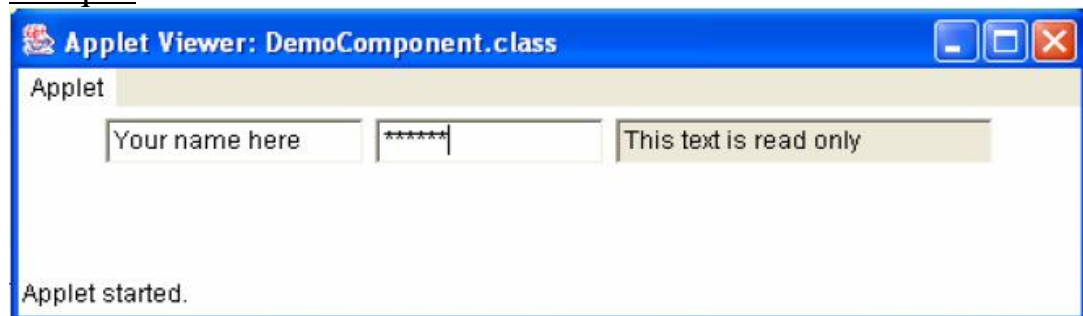 Applet Viewer: DemoComponent.class
Applet
Your name here ****** This text is read only
Applet started.